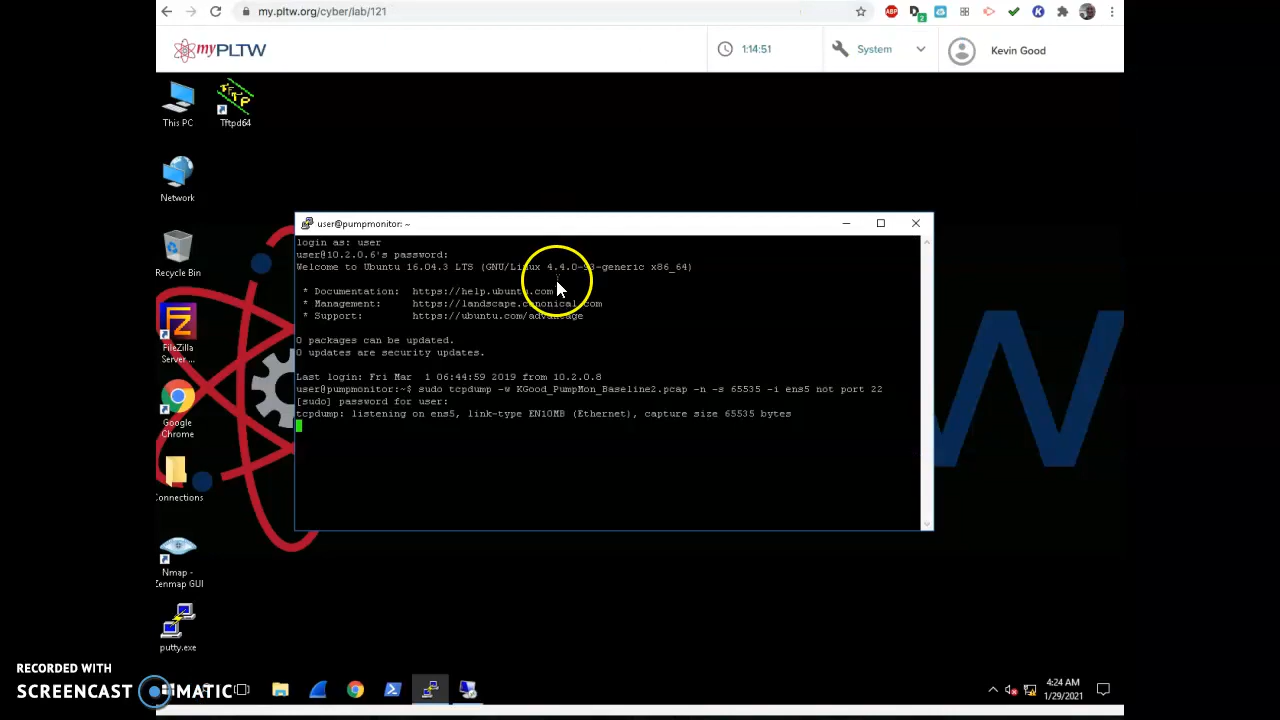 my.pltw.org/cyber/lab/121
ABP
D
2
K
myPLTW
1:14:51
System
Kevin Good
This PC
Tftpd64
Network
Recycle Bin
FileZilla
Server ...
Google
Chrome
Connections
Nmap -
Zenmap GUI
putty.exe
W
user@pumpmonitor: ~
login as: user
user@10.2.0.6's password:
Welcome to Ubuntu 16.04.3 LTS (GNU/Linux 4.4.0-93-generic x86_64)
* Documentation: https://help.ubuntu.com
* Management: https://landscape.canonical.com
* Support: https://ubuntu.com/advantage
0 packages can be updated.
0 updates are security updates.
Last login: Fri Mar 1 06:44:59 2019 from 10.2.0.8
user@pumpmonitor:~$ sudo tcpdump -w KGood_PumpMon_Baseline2.pcap -n -s 65535 -i ens5 not port 22
[sudo] password for user:
tcpdump: listening on ens5, link-type EN10MB (Ethernet), capture size 65535 bytes
RECORDED WITH
SCREENCAST MATIC
4:24 AM
1/29/2021